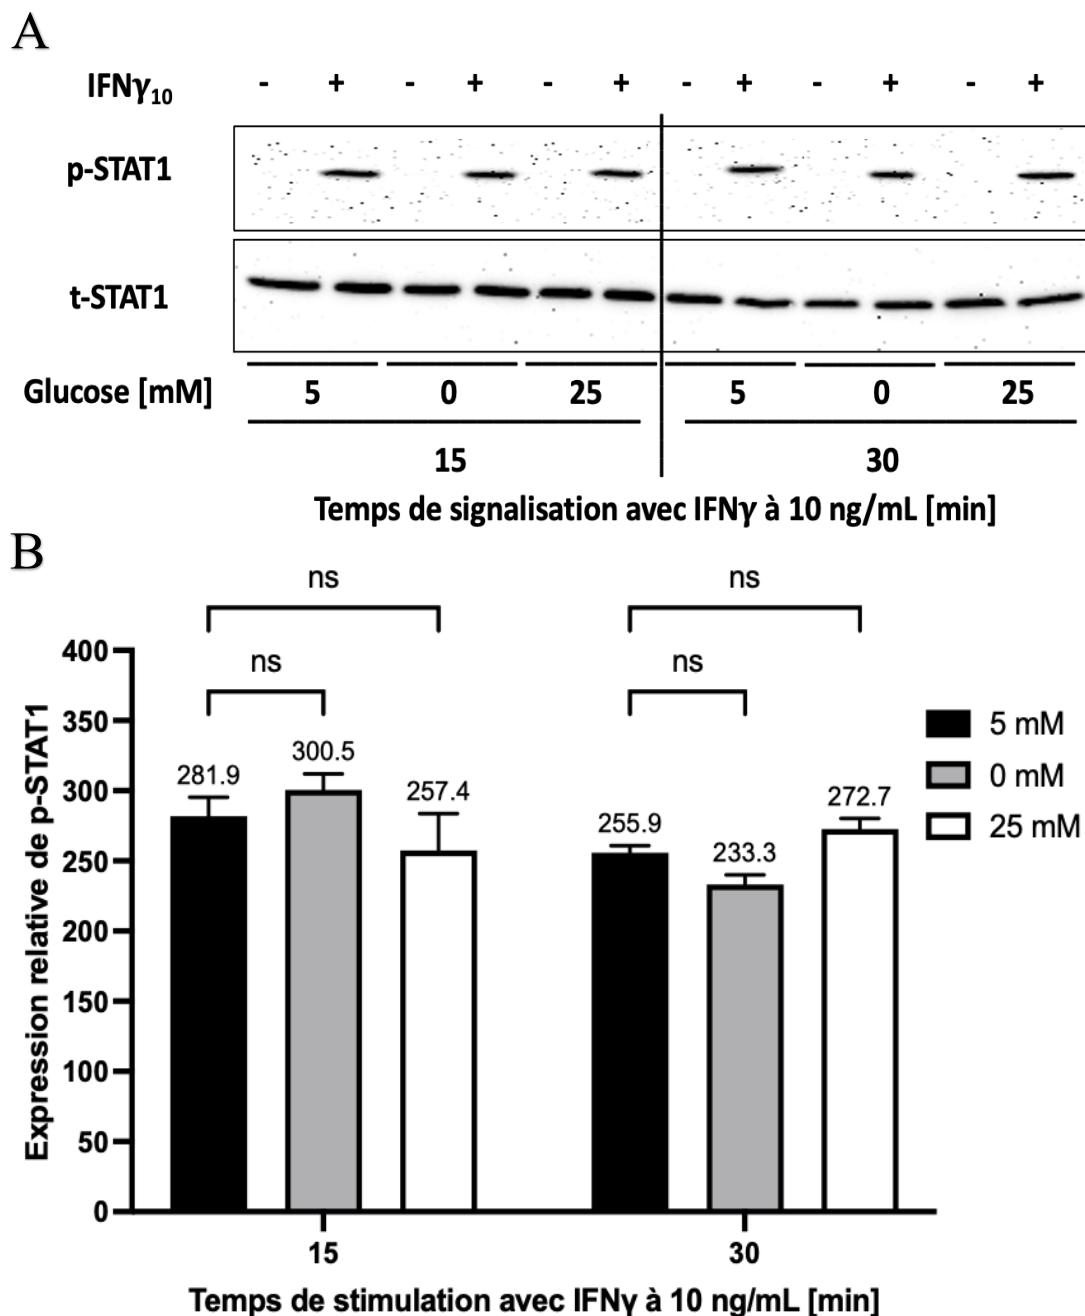 A
IFNγ10 - + - + - + - + - + - +
p-STAT1
t-STAT1
Glucose [mM] 5 0 25 5 0 25
15 30
Temps de signalisation avec IFNγ à 10 ng/mL [min]
B
ns ns
ns ns
400
350
300
250
200
150
100
50
0
Expression relative de p-STAT1
281.9 300.5 257.4 255.9 233.3 272.7
5 mM
0 mM
25 mM
15 30
Temps de stimulation avec IFNγ à 10 ng/mL [min]